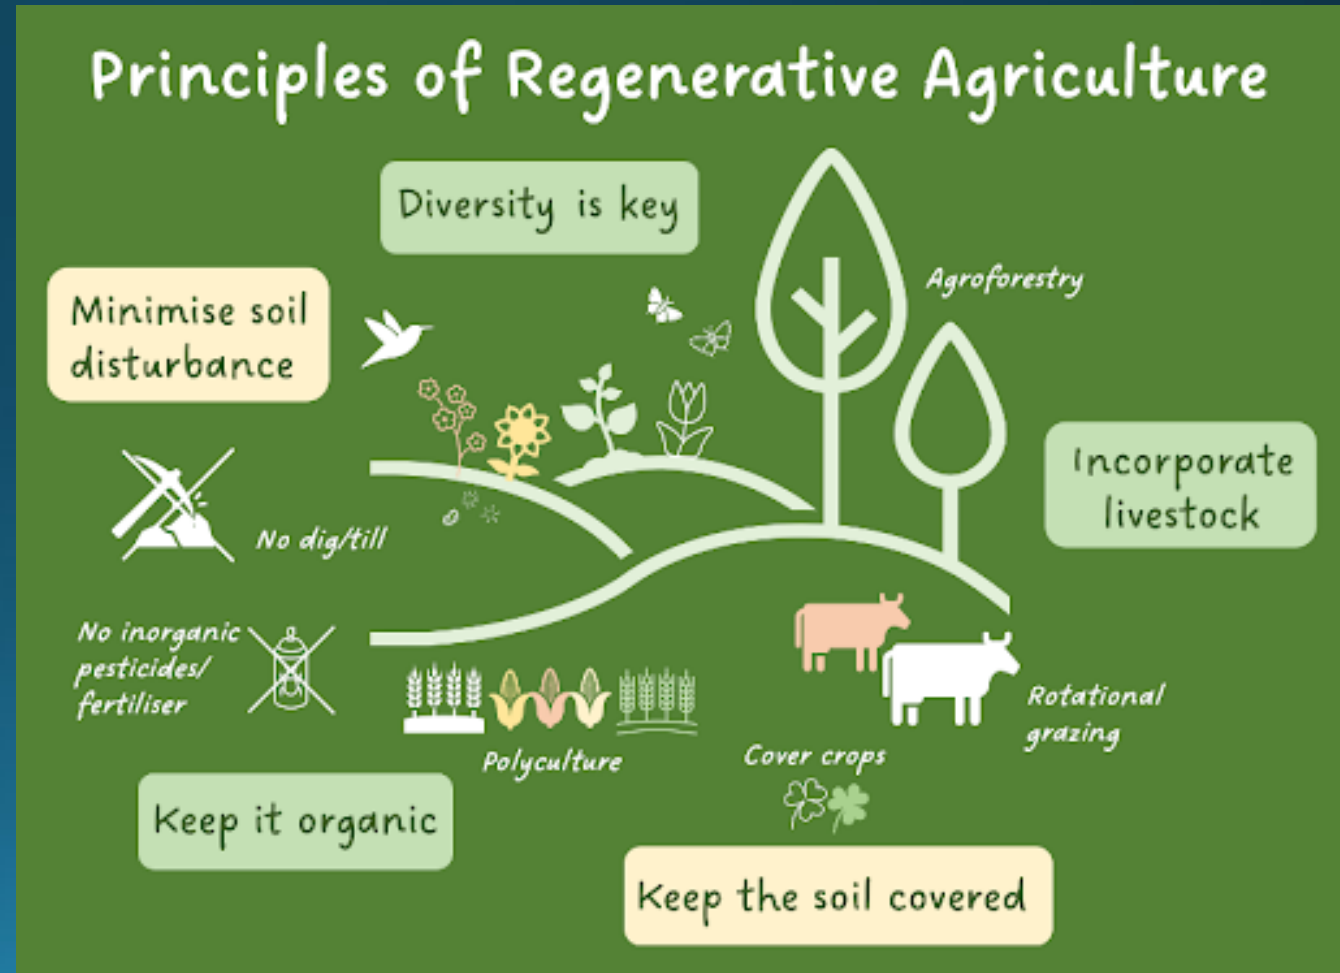 Principles of Regenerative Agriculture
Diversity is key
Minimise soil
disturbance
Agroforestry
Incorporate
livestock
No dig/till
No inorganic
pesticides/
fertiliser
Rotational
grazing
Polyculture
Cover crops
Keep it organic
Keep the soil covered